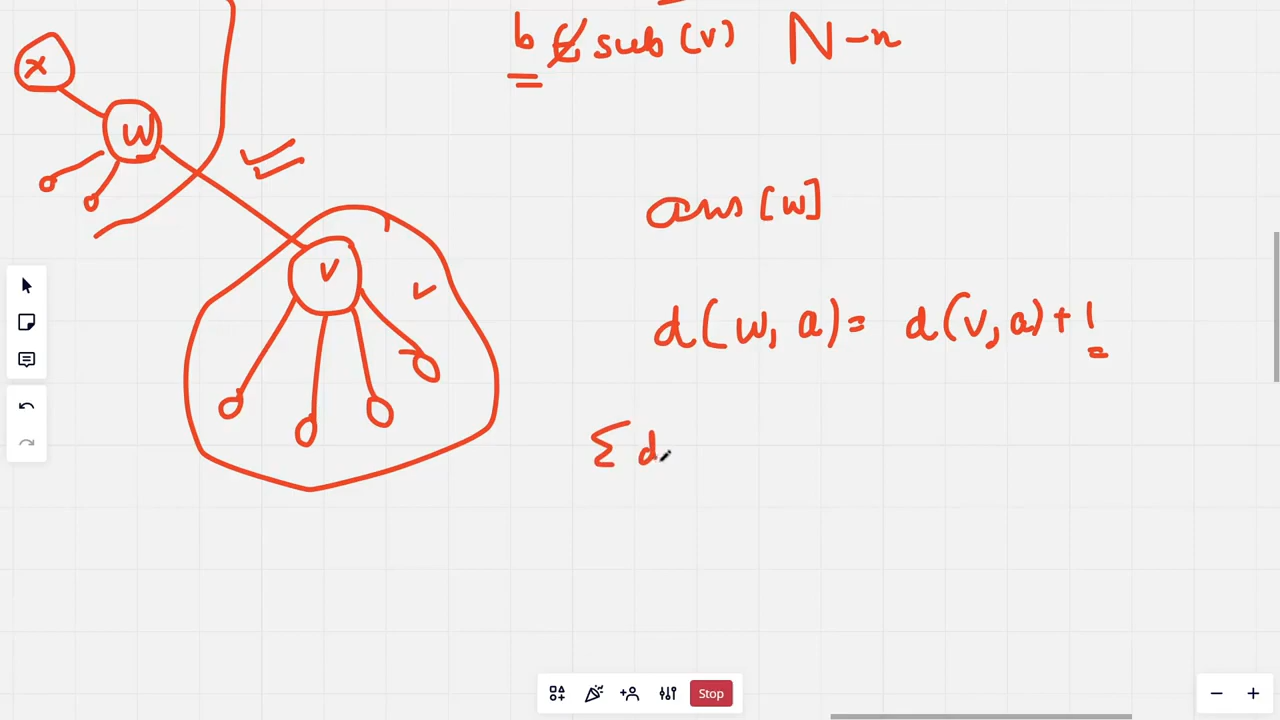 b ∉ sub (v) N-n
x
w
ans [w]
v
d(w, a) = d(v, a) + 1
Σ d
Stop